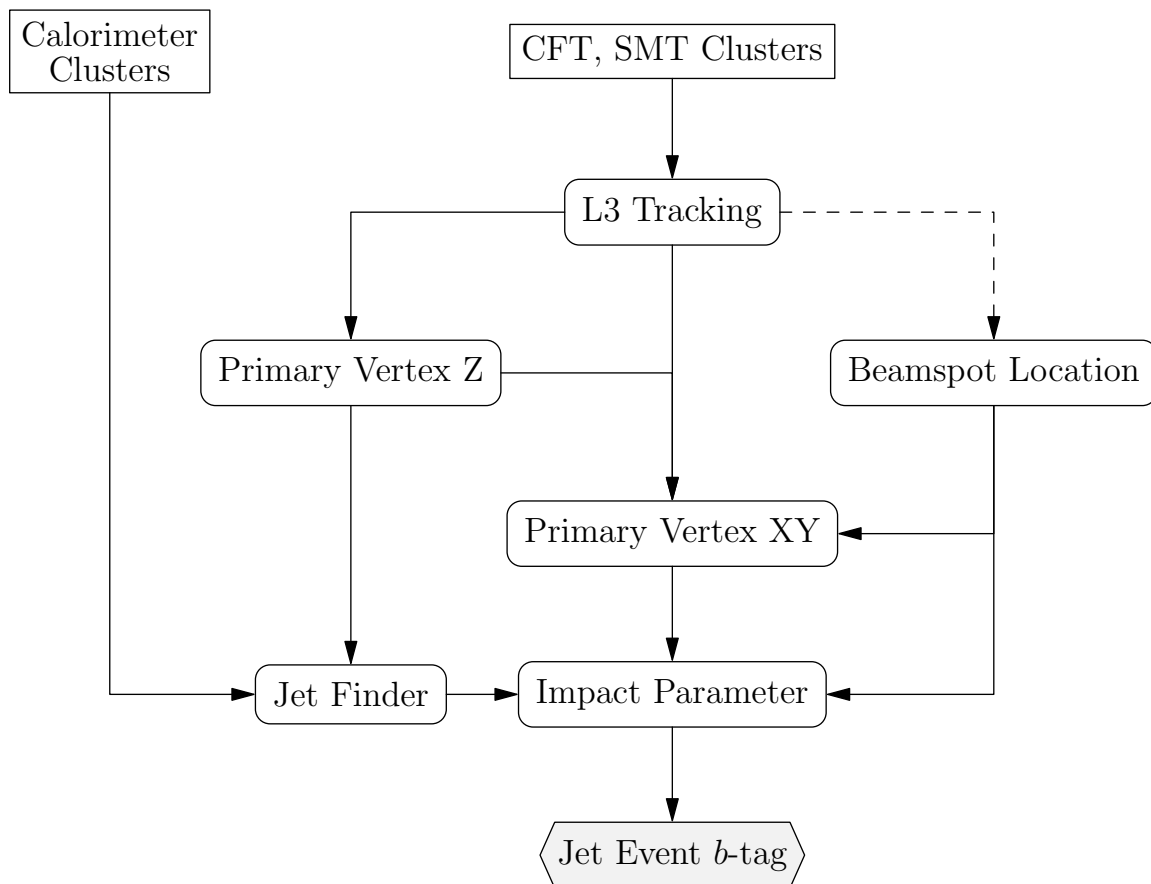 Calorimeter
Clusters
CFT, SMT Clusters
L3 Tracking
Primary Vertex Z
Beamspot Location
Primary Vertex XY
Jet Finder
Impact Parameter
Jet Event b-tag